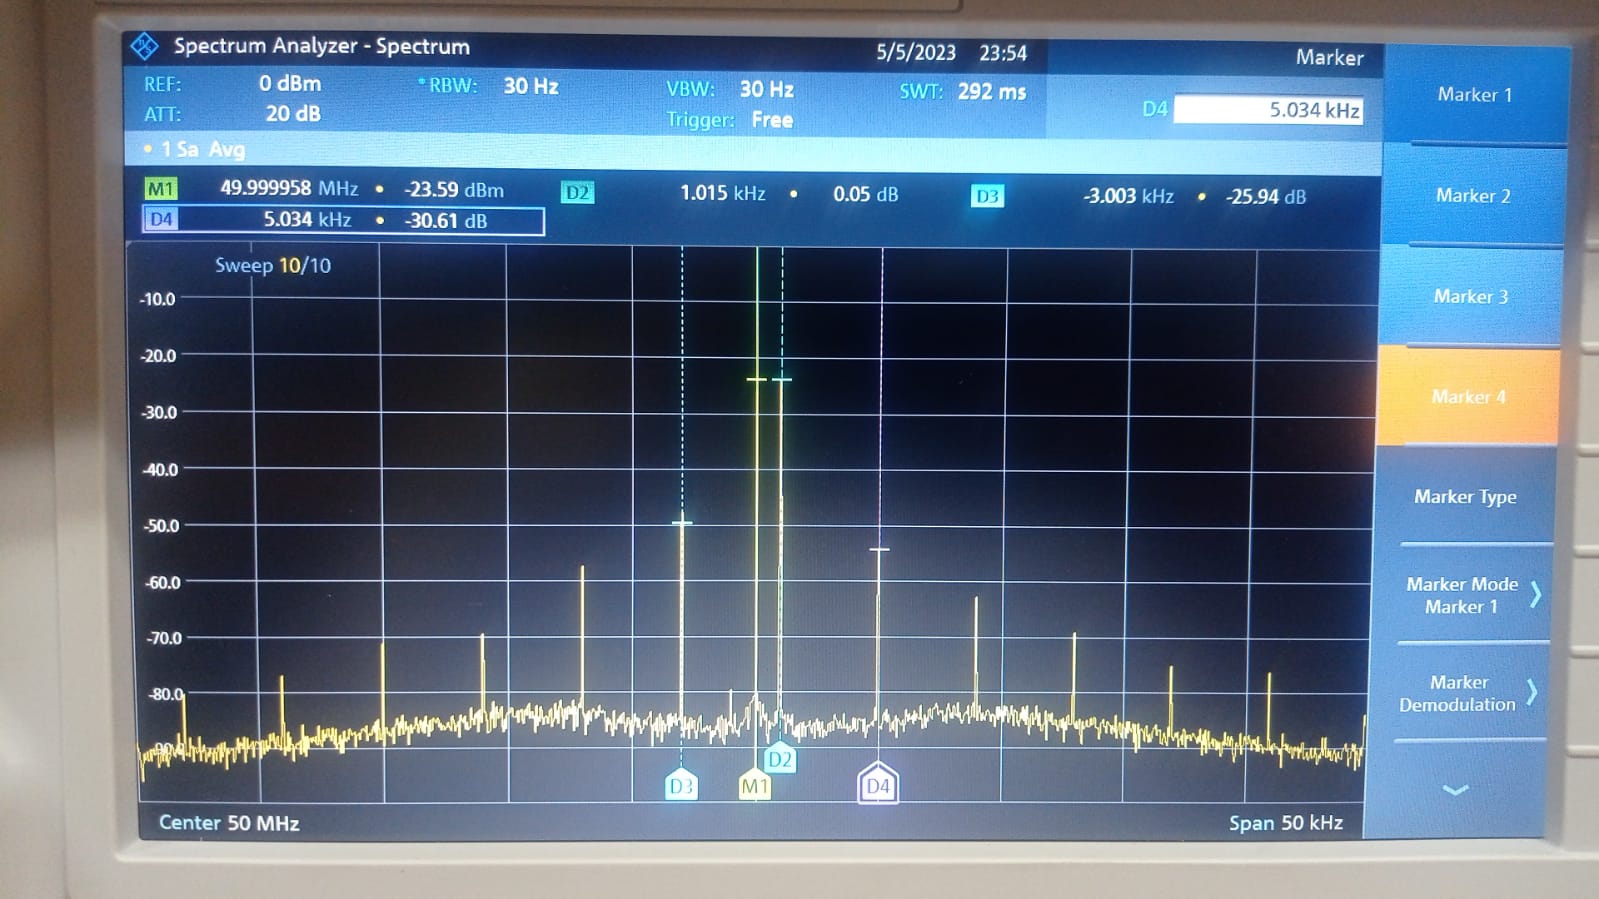 Spectrum Analyzer - Spectrum 5/5/2023 23:54 Marker
REF: 0 dBm * RBW: 30 Hz VBW: 30 Hz SWT: 292 ms
ATT: 20 dB Trigger: Free D4 5.034 kHz
• 1 Sa Avg
M1 49.999958 MHz • -23.59 dBm D2 1.015 kHz • 0.05 dB D3 -3.003 kHz • -25.94 dB
D4 5.034 kHz • -30.61 dB
Sweep 10/10
-10.0
-20.0
-30.0
-40.0
-50.0
-60.0
-70.0
-80.0
-90.0
D3 M1 D2 D4
Center 50 MHz Span 50 kHz
Marker 1
Marker 2
Marker 3
Marker 4
Marker Type
Marker Mode
Marker 1
Marker
Demodulation